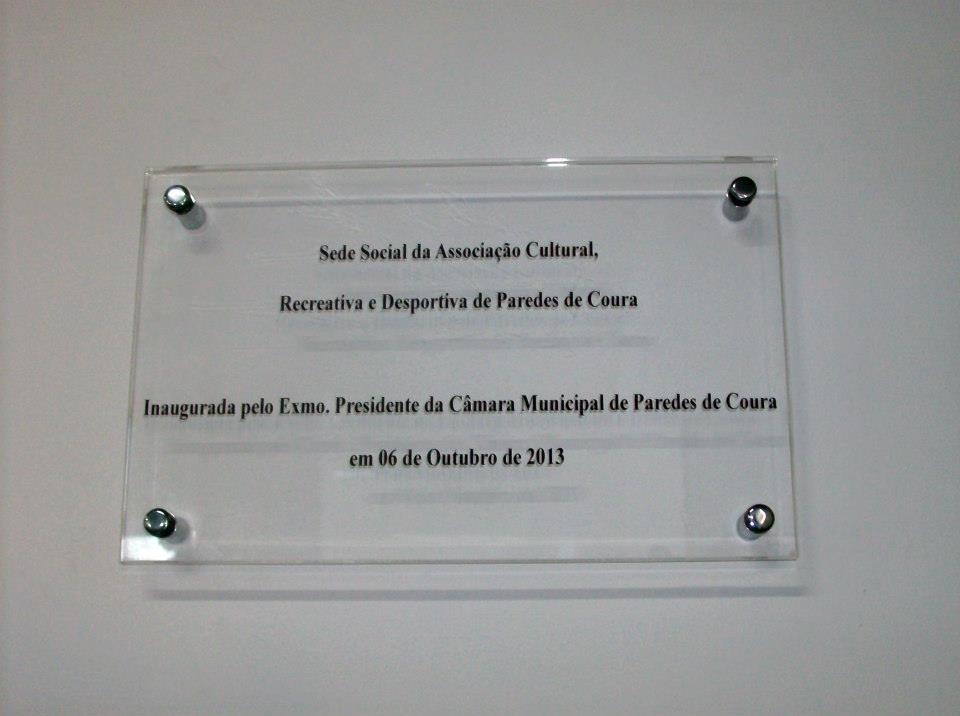 Sede Social da Associação Cultural,
Recreativa e Desportiva de Paredes de Coura
Inaugurada pelo Exmo. Presidente da Câmara Municipal de Paredes de Coura
em 06 de Outubro de 2013